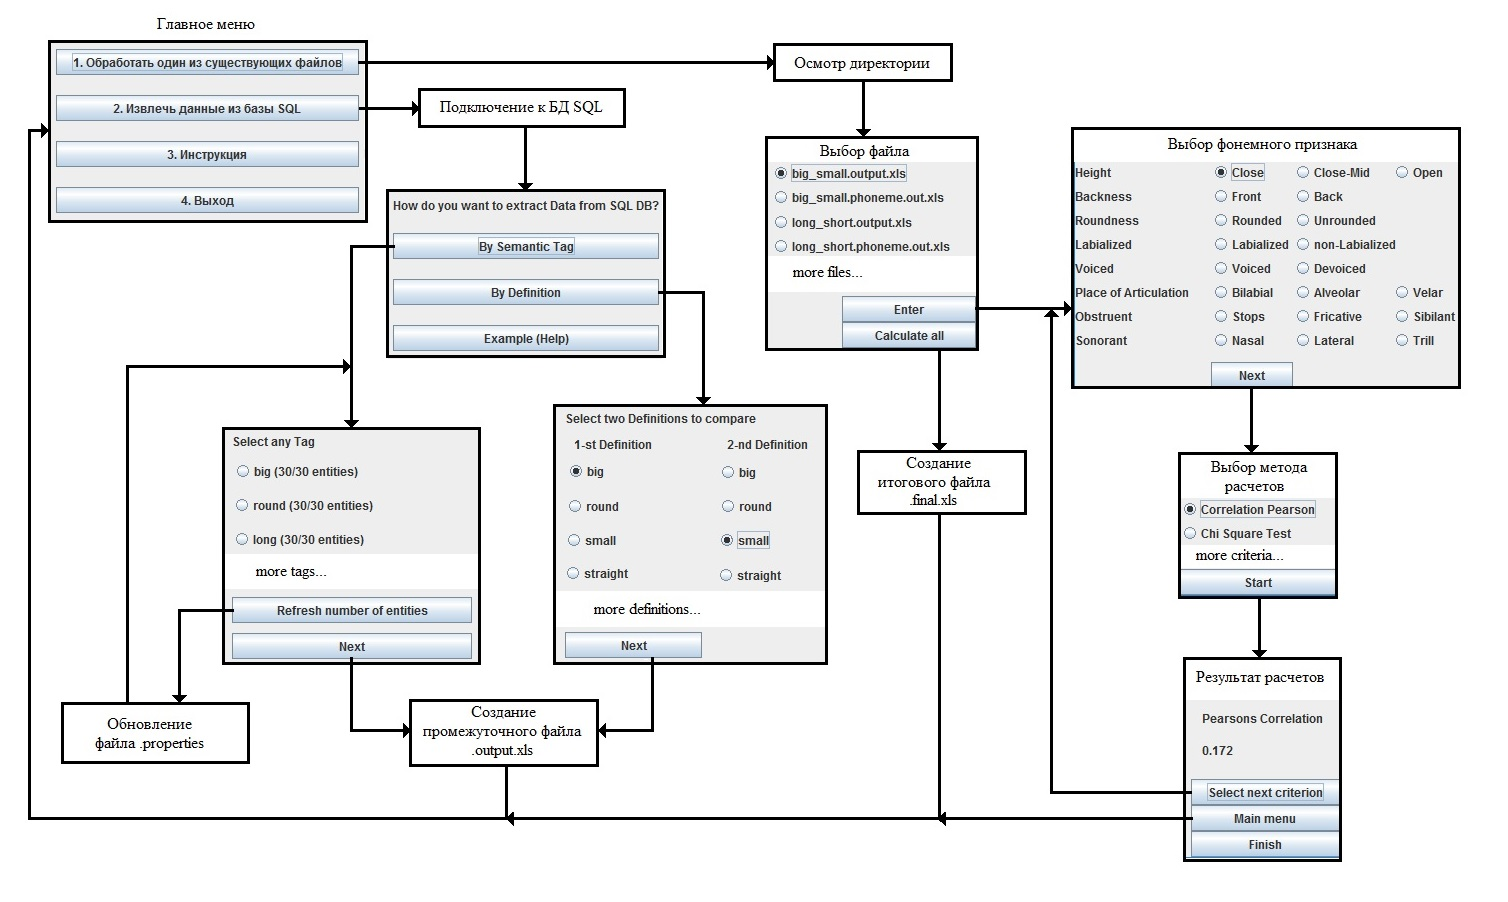 Главное меню
1. Обработать один из существующих файлов
2. Извлечь данные из базы SQL
3. Инструкция
4. Выход
Подключение к БД SQL
Осмотр директории
How do you want to extract Data from SQL DB?
By Semantic Tag
By Definition
Example (Help)
Выбор файла
big_small.output.xls
big_small.phoneme.out.xls
long_short.output.xls
long_short.phoneme.out.xls
more files...
Enter
Calculate all
Выбор фонемного признака
Height Close Close-Mid Open
Backness Front Back
Roundness Rounded Unrounded
Labialized Labialized non-Labialized
Voiced Voiced Devoiced
Place of Articulation Bilabial Alveolar Velar
Obstruent Stops Fricative Sibilant
Sonorant Nasal Lateral Trill
Next
Select any Tag
big (30/30 entities)
round (30/30 entities)
long (30/30 entities)
more tags...
Refresh number of entities
Next
Select two Definitions to compare
1-st Definition 2-nd Definition
big big
round round
small small
straight straight
more definitions...
Next
Создание
итогового файла
.final.xls
Выбор метода
расчетов
Correlation Pearson
Chi Square Test
more criteria...
Start
Обновление
файла .properties
Создание
промежуточного файла
.output.xls
Результат расчетов
Pearsons Correlation
0.172
Select next criterion
Main menu
Finish